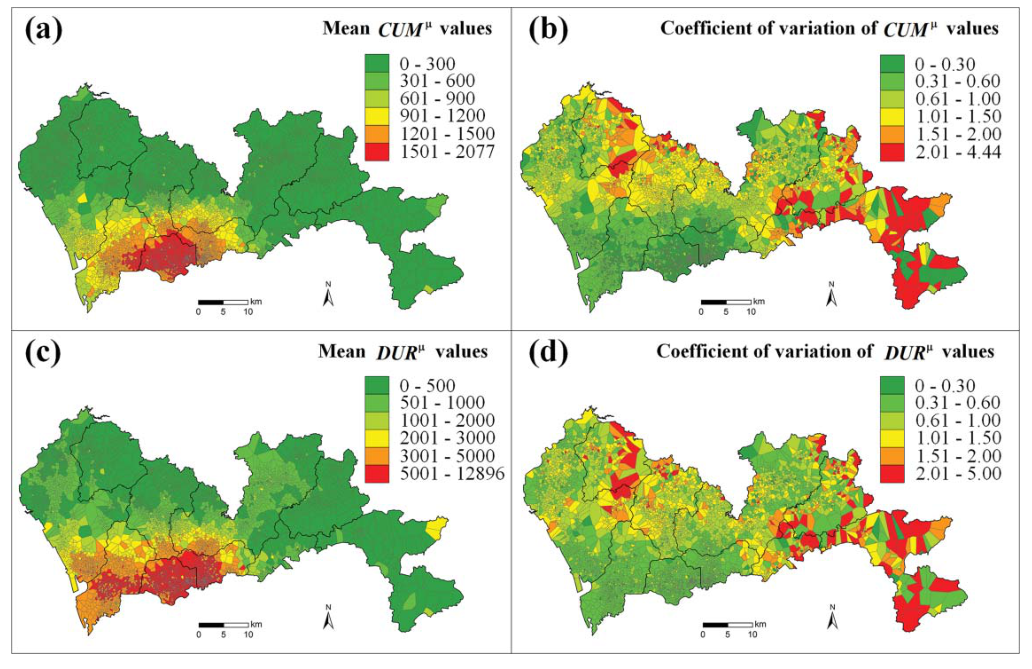 (a)
Mean CUM^μ values
0 - 300
301 - 600
601 - 900
901 - 1200
1201 - 1500
1501 - 2077
0 5 10 km
N
(b)
Coefficient of variation of CUM^μ values
0 - 0.30
0.31 - 0.60
0.61 - 1.00
1.01 - 1.50
1.51 - 2.00
2.01 - 4.44
0 5 10 km
N
(c)
Mean DUR^μ values
0 - 500
501 - 1000
1001 - 2000
2001 - 3000
3001 - 5000
5001 - 12896
0 5 10 km
N
(d)
Coefficient of variation of DUR^μ values
0 - 0.30
0.31 - 0.60
0.61 - 1.00
1.01 - 1.50
1.51 - 2.00
2.01 - 5.00
0 5 10 km
N